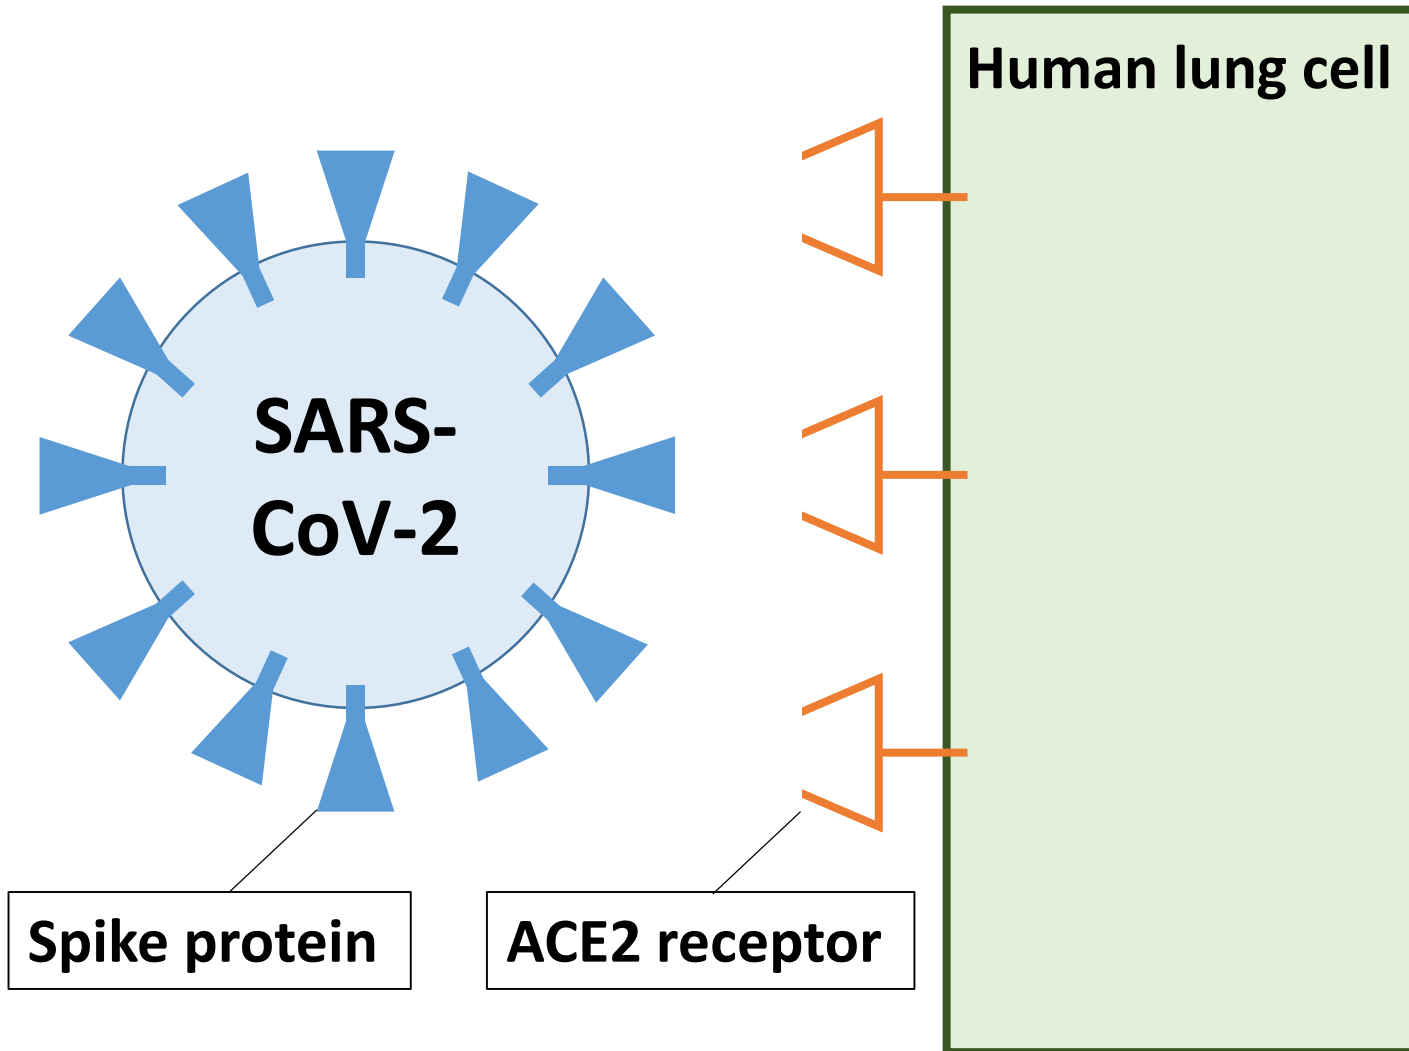 Human lung cell
SARS-
CoV-2
Spike protein
ACE2 receptor